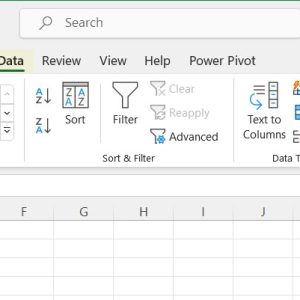 Search
Data Review View Help Power Pivot
A
Z
Z
A
Z A
A Z
Sort
Filter
Clear
Reapply
Advanced
Text to
Columns
Sort & Filter
Data T
F G H I J